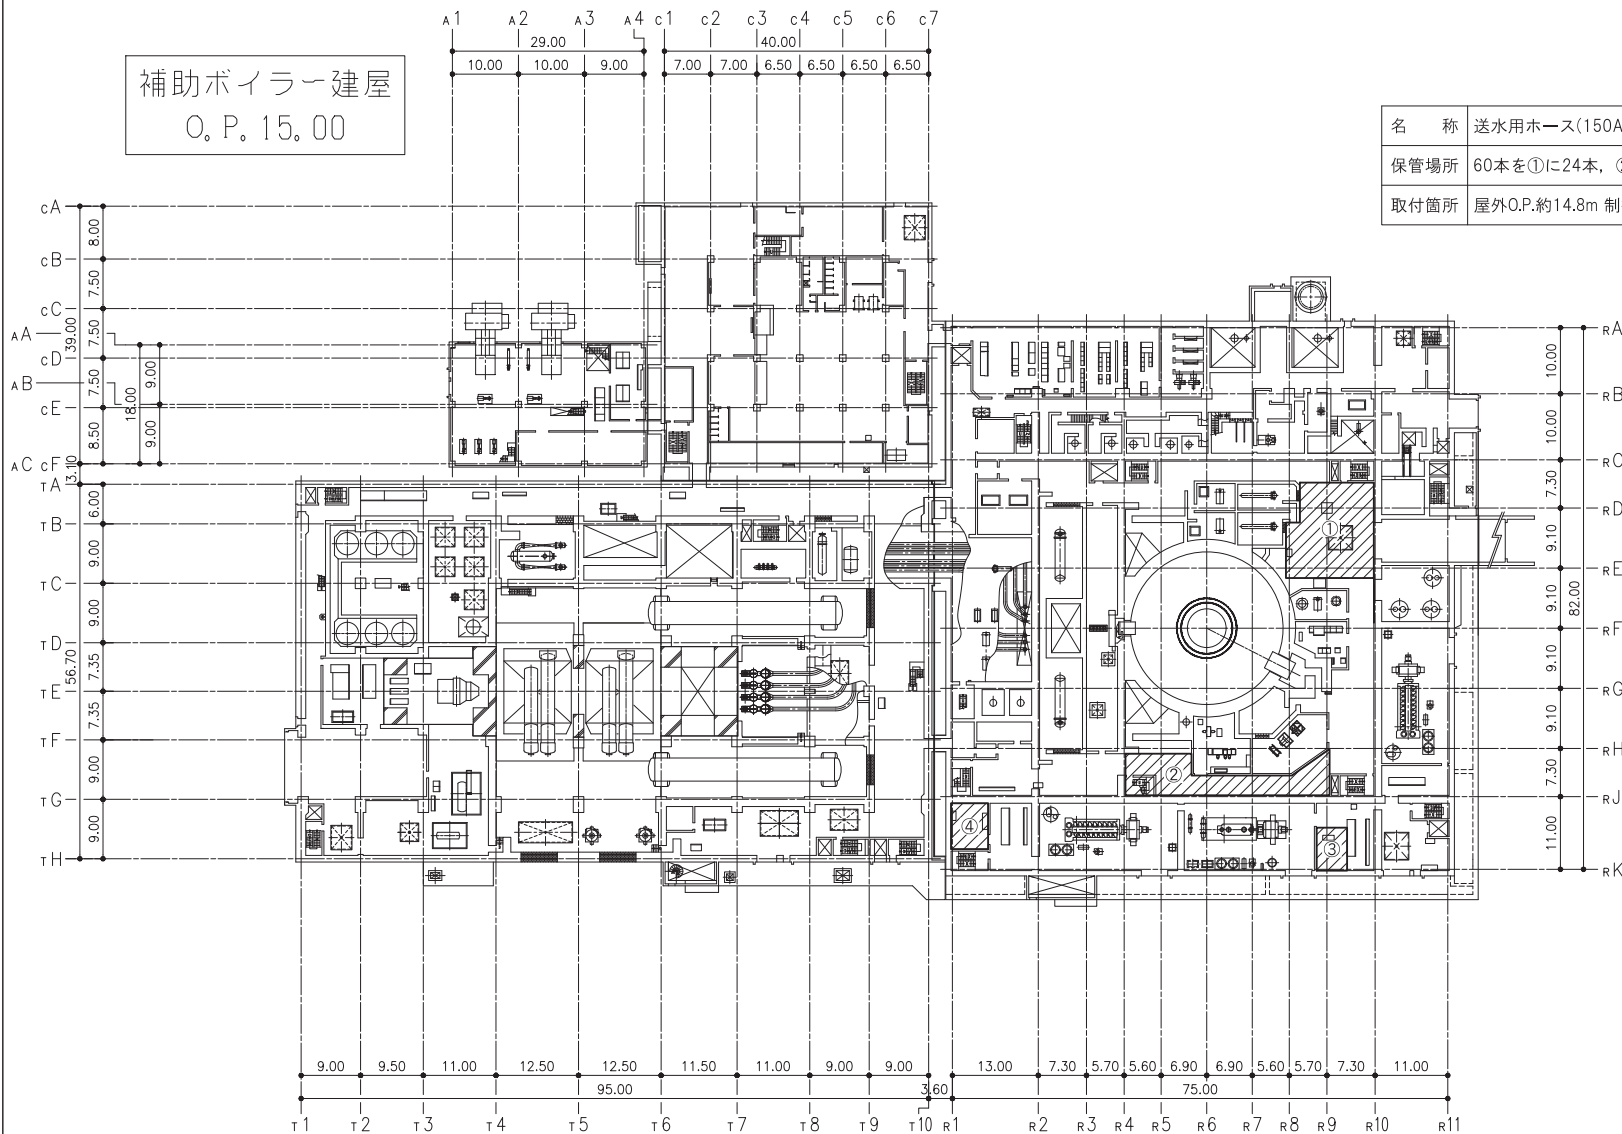 A1 A2 A3 A4 C1 C2 C3 C4 C5 C6 C7
29.00 40.00
10.00 10.00 9.00 7.00 7.00 6.50 6.50 6.50 6.50
補助ボイラー建屋
O.P.15.00
名 称 送水用ホース(150A
保管場所 60本を①に24本,
取付箇所 屋外O.P.約14.8m 制
CA
8.00
CB
7.50
CC
AA
39.00
7.50
CD
AB
7.50
9.00
18.00
CE
8.50
9.00
AC CF
3.10
TA
6.00
TB
9.00
TC
9.00
TD
56.70
7.35
TE
7.35
TF
9.00
TG
9.00
TH
RA
10.00
RB
10.00
RC
7.30
RD
9.10
RE
9.10
82.00
RF
9.10
RG
9.10
RH
7.30
RJ
11.00
RK
①
②
④
③
9.00 9.50 11.00 12.50 12.50 11.50 11.00 9.00 9.00 13.00 7.30 5.70 5.60 6.90 6.90 5.60 5.70 7.30 11.00
95.00 3.60 75.00
T1 T2 T3 T4 T5 T6 T7 T8 T9 T10 R1 R2 R3 R4 R5 R6 R7 R8 R9 R10 R11